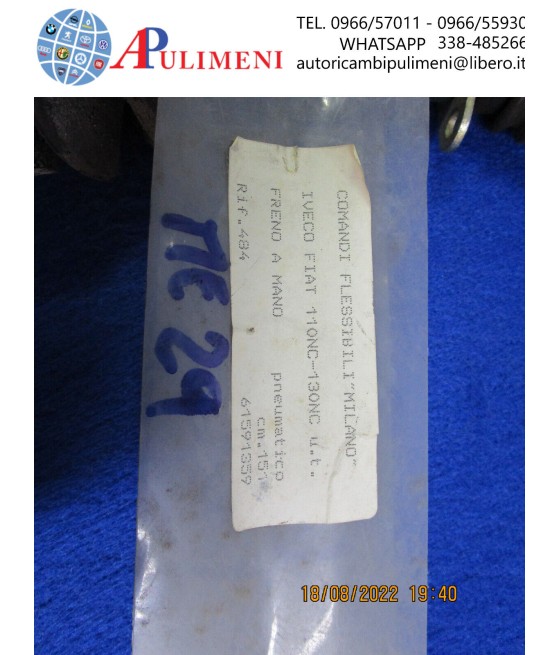 APULIMENI
TEL. 0966/57011 - 0966/55930
WHATSAPP 338-485266
autoricambipulimeni@libero.it
COMANDI FLESSIBILI "MILANO"
IVECO FIAT 110NC-130NC u.t.
FRENO A MANO pneumatico
cm.151
Rif.484 61591359
ПС 29
18/08/2022 19:40